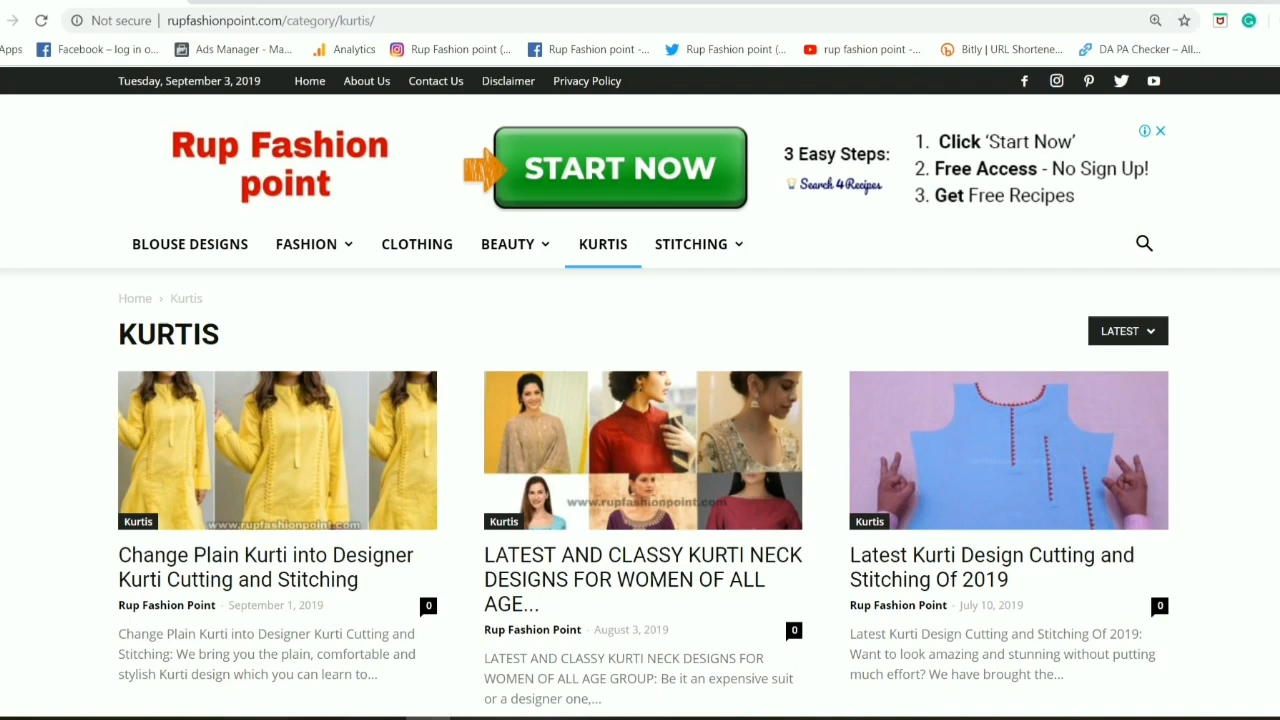 Not secure | rupfashionpoint.com/category/kurtis/
Apps Facebook – log in o... Ads Manager - Ma... Analytics Rup Fashion point (... Rup Fashion point -... Rup Fashion point (... rup fashion point -... Bitly | URL Shortene... DA PA Checker – All...
Tuesday, September 3, 2019 Home About Us Contact Us Disclaimer Privacy Policy
Rup Fashion
point
START NOW
3 Easy Steps:
Search 4 Recipes
1. Click ‘Start Now’
2. Free Access - No Sign Up!
3. Get Free Recipes
BLOUSE DESIGNS FASHION CLOTHING BEAUTY KURTIS STITCHING
Home › Kurtis
KURTIS
LATEST
Kurtis
www.rupfashionpoint.com
Change Plain Kurti into Designer
Kurti Cutting and Stitching
Rup Fashion Point - September 1, 2019
0
Change Plain Kurti into Designer Kurti Cutting and
Stitching: We bring you the plain, comfortable and
stylish Kurti design which you can learn to...
www.rupfashionpoint.com
Kurtis
LATEST AND CLASSY KURTI NECK
DESIGNS FOR WOMEN OF ALL
AGE...
Rup Fashion Point - August 3, 2019
0
LATEST AND CLASSY KURTI NECK DESIGNS FOR
WOMEN OF ALL AGE GROUP: Be it an expensive suit
or a designer one,...
Kurtis
Latest Kurti Design Cutting and
Stitching Of 2019
Rup Fashion Point - July 10, 2019
0
Latest Kurti Design Cutting and Stitching Of 2019:
Want to look amazing and stunning without putting
much effort? We have brought the...